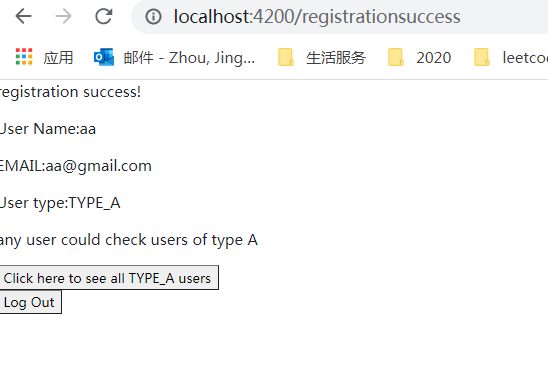 localhost:4200/registrationsuccess
应用 邮件 - Zhou, Jing... 生活服务 2020 leetcod
registration success!
User Name:aa
EMAIL:aa@gmail.com
User type:TYPE_A
any user could check users of type A
Click here to see all TYPE_A users
Log Out